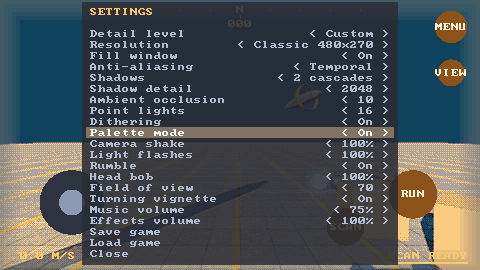 SETTINGS
N
000
MENU
Detail level < Custom >
Resolution < Classic 480x270 >
Fill window < On >
Anti-aliasing < Temporal >
VIEW
Shadows < 2 cascades >
Shadow detail < 2048 >
Ambient occlusion < 10 >
Point lights < 16 >
Dithering < On >
Palette mode < On >
Camera shake < 100% >
Light flashes < 100% >
Rumble < On >
Head bob < 100% >
Field of view < 70 >
RUN
Turning vignette < On >
Music volume < 75% >
Effects volume < 100% >
SCAN
Save game
Load game
Close
0.0 M/S
CAN READY